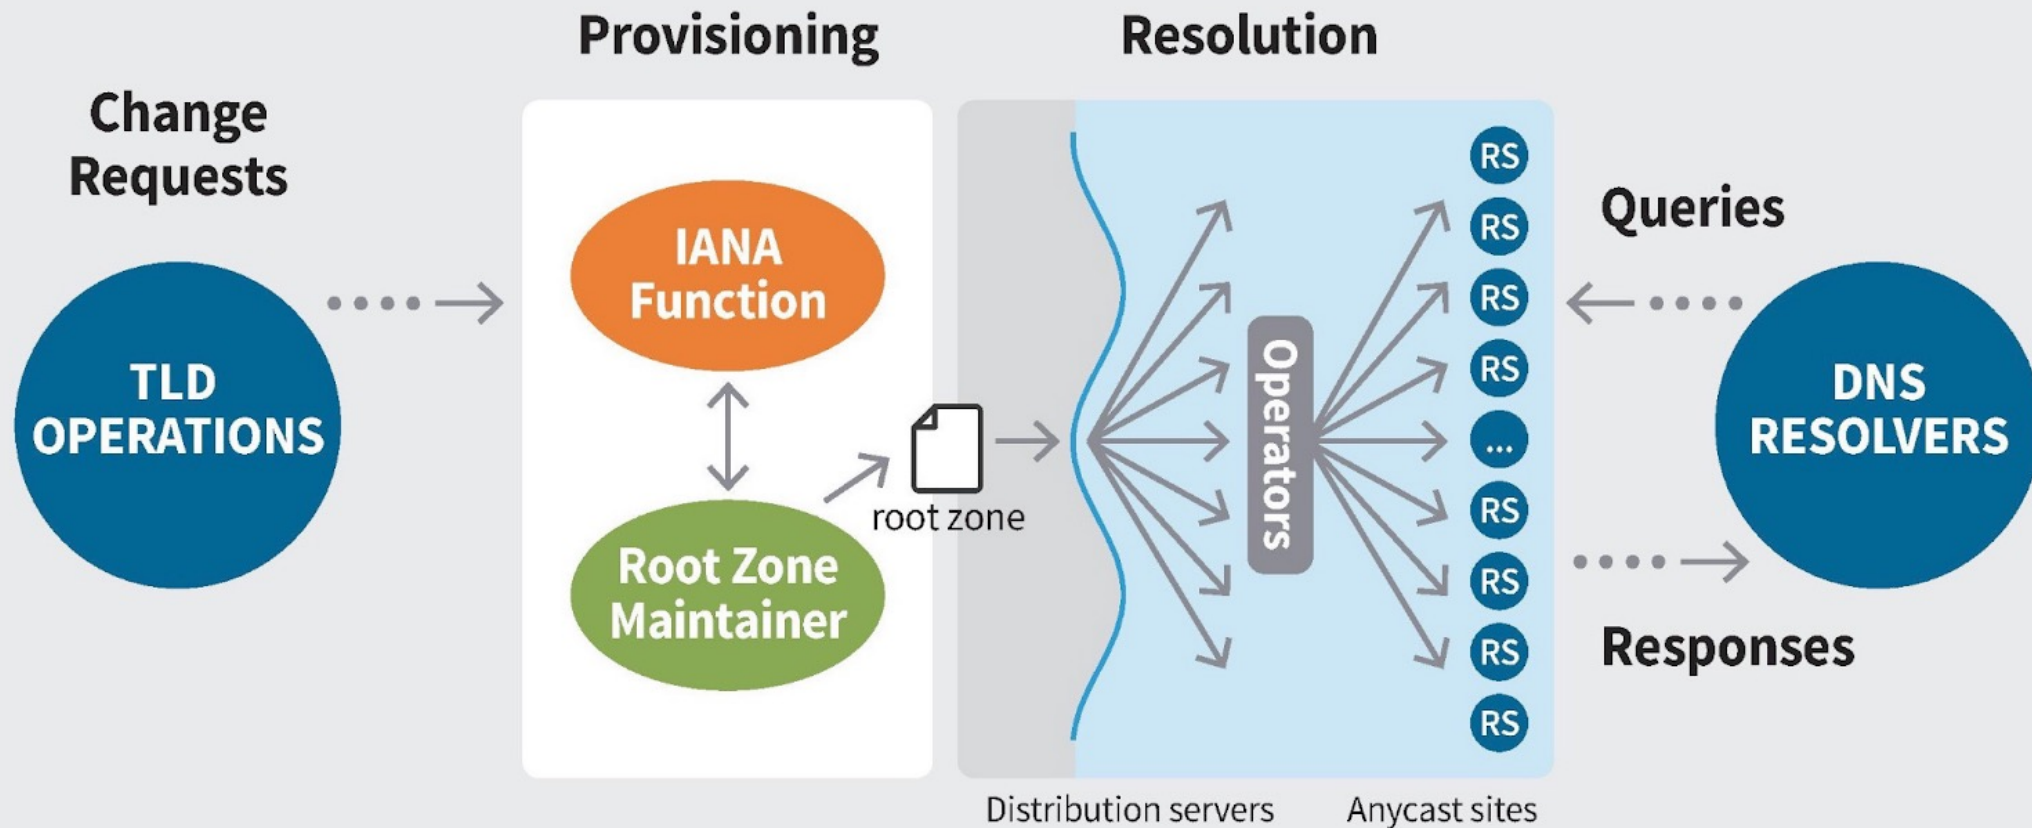 Provisioning
Resolution
Change
Requests
TLD
OPERATIONS
IANA
Function
Root Zone
Maintainer
root zone
Operators
RS
RS
RS
RS
...
RS
RS
RS
RS
Queries
DNS
RESOLVERS
Responses
Distribution servers
Anycast sites